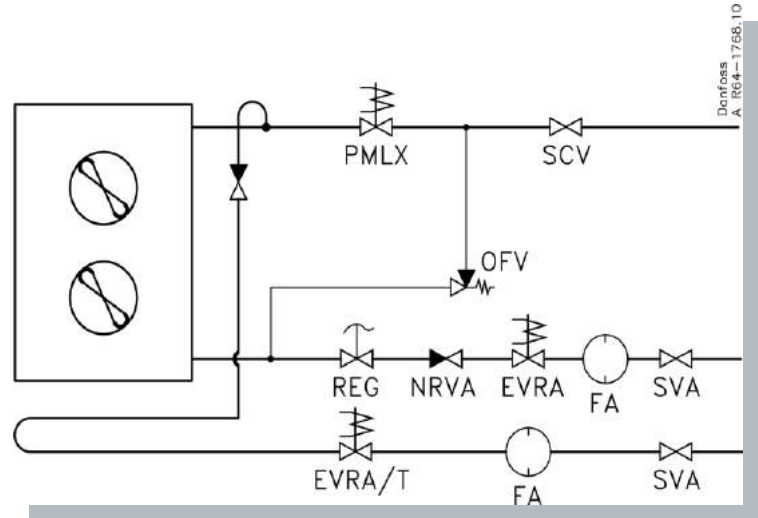 Danfoss
A R64-1768.10
PMLX
SCV
OFV
REG
NRVA
EVRA
FA
SVA
EVRA/T
FA
SVA